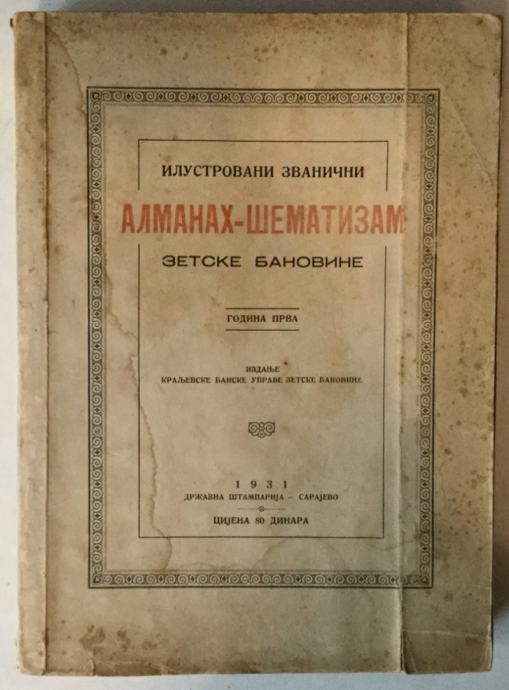 ИЛУСТРОВАНИ ЗВАНИЧНИ
АЛМАНАХ-ШЕМАТИЗАМ
ЗЕТСКЕ БАНОВИНЕ
ГОДИНА ПРВА
ИЗДАЊЕ
КРАЉЕВСКЕ БАНСКЕ УПРАВЕ ЗЕТСКЕ БАНОВИНЕ
1931
ДРЖАВНА ШТАМПАРИЈА – САРАЈЕВО
ЦИЈЕНА 80 ДИНАРА